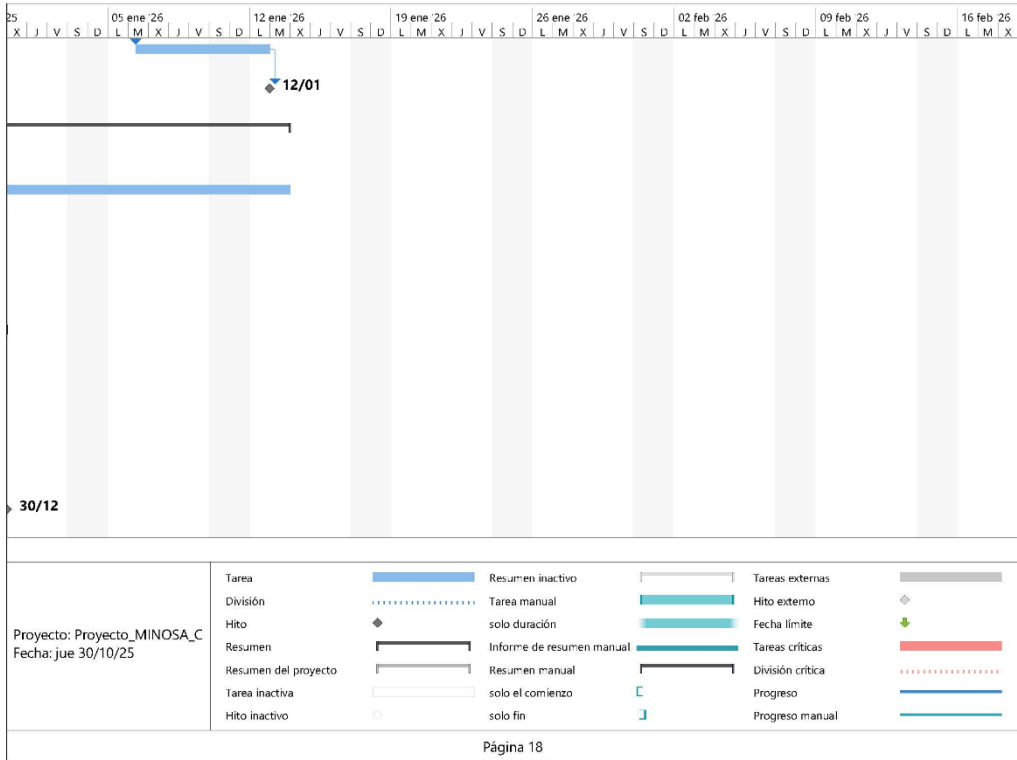 25 05 ene '26 12 ene '26 19 ene '26 26 ene '26 02 feb '26 09 feb '26 16 feb '26
X J V S D L M X J V S D L M X J V S D L M X J V S D L M X J V S D L M X J V S D L M X J V S D L M X
12/01
30/12
Proyecto: Proyecto_MINOSA_C
Fecha: jue 30/10/25
Tarea Resumen inactivo Tareas externas
División Tarea manual Hito externo
Hito solo duración Fecha límite
Resumen Informe de resumen manual Tareas críticas
Resumen del proyecto Resumen manual División crítica
Tarea inactiva solo el comienzo Progreso
Hito inactivo solo fin Progreso manual
Página 18